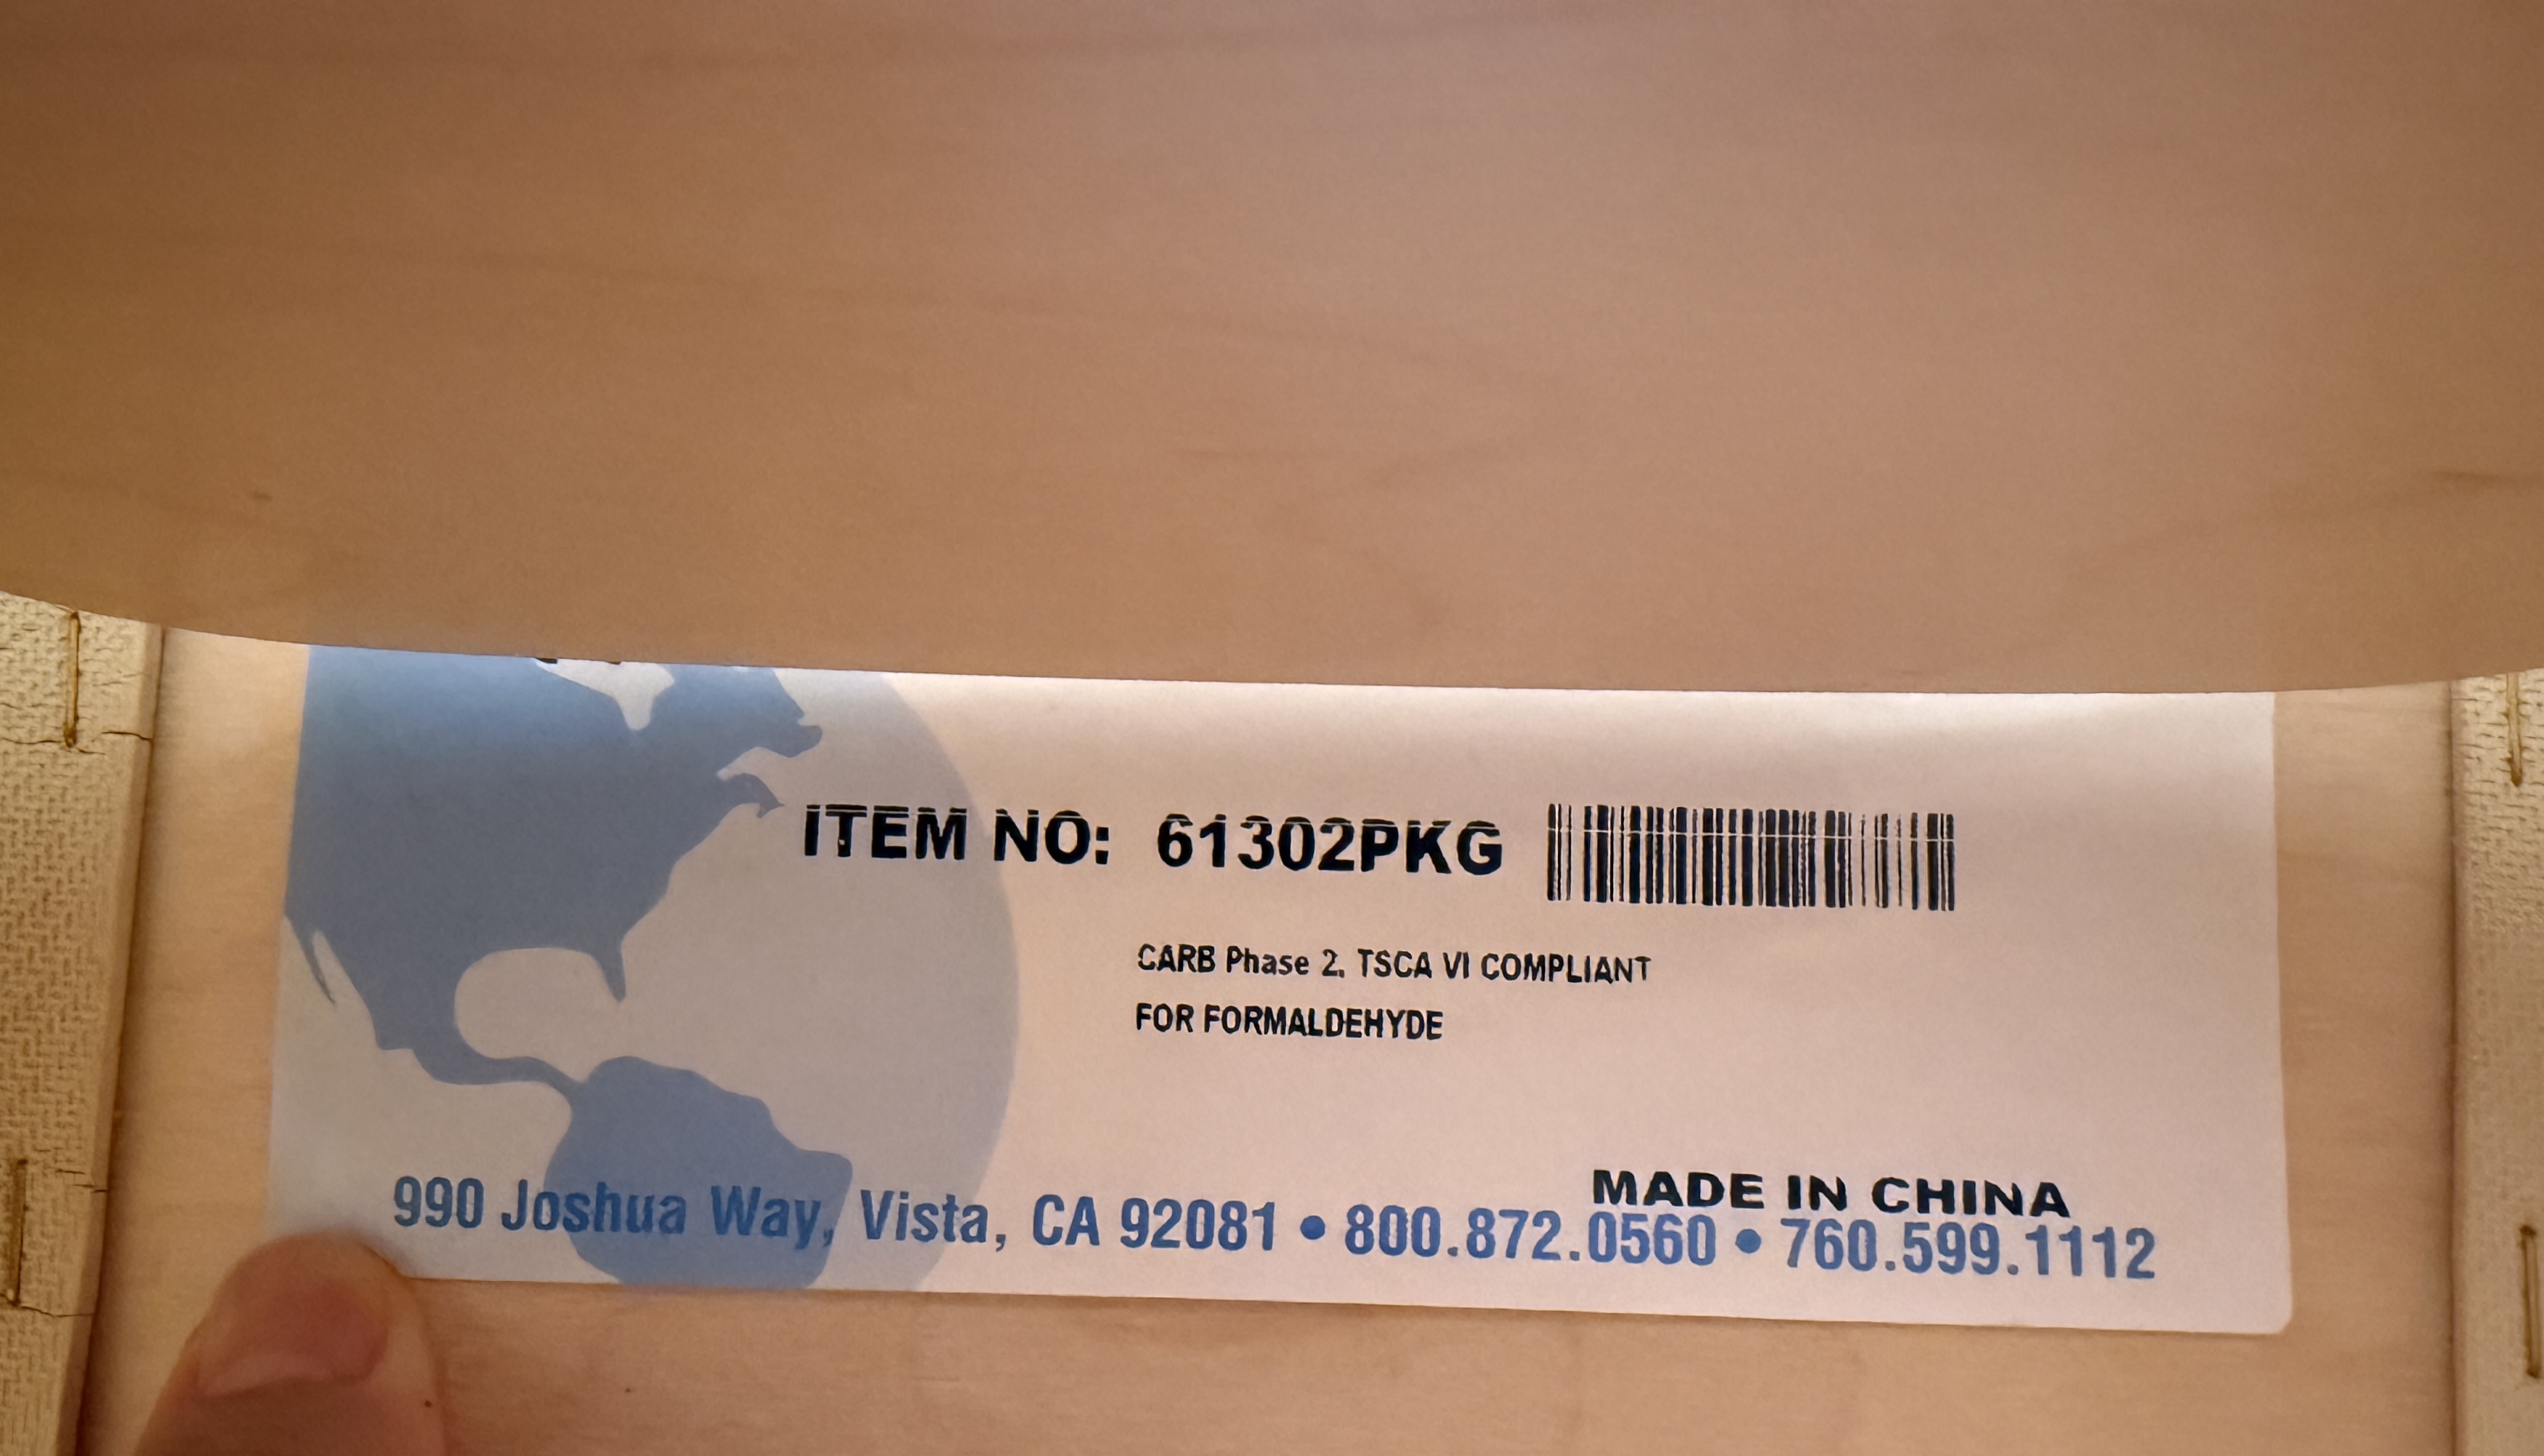 ITEM NO: 61302PKG
CARB Phase 2. TSCA VI COMPLIANT
FOR FORMALDEHYDE
MADE IN CHINA
990 Joshua Way, Vista, CA 92081 • 800.872.0560 • 760.599.1112